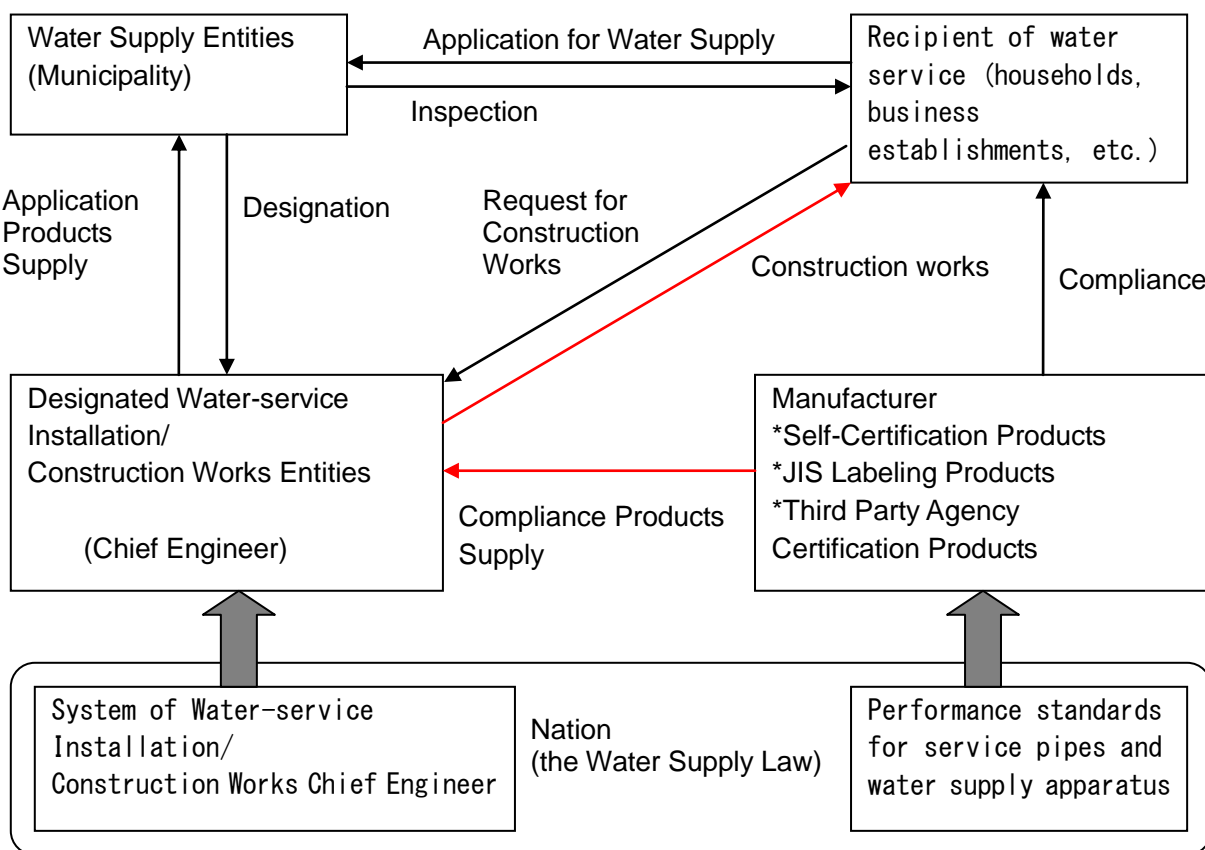 Water Supply Entities
(Municipality)
Application for Water Supply
Inspection
Recipient of water
service (households,
business
establishments, etc.)
Application
Products
Supply
Designation
Request for
Construction
Works
Construction works
Compliance
Designated Water-service
Installation/
Construction Works Entities
(Chief Engineer)
Compliance Products
Supply
Manufacturer
*Self-Certification Products
*JIS Labeling Products
*Third Party Agency
Certification Products
System of Water-service
Installation/
Construction Works Chief Engineer
Nation
(the Water Supply Law)
Performance standards
for service pipes and
water supply apparatus